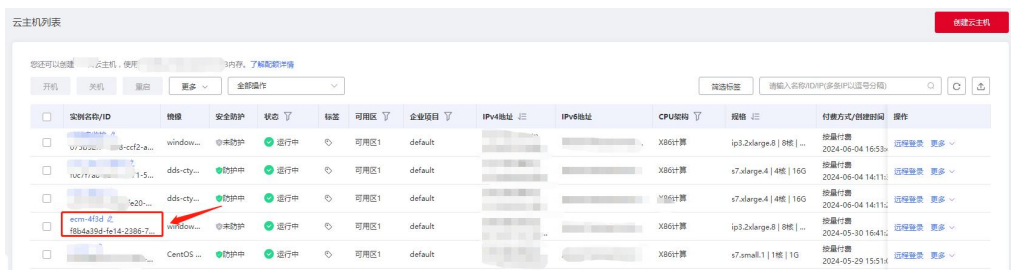 云主机列表
创建云主机
您还可以创建 云主机，使用 内存。了解配额详情
开机 关机 重启 更多 全部操作 筛选标签 请输入名称/ID/IP(多条IP以逗号分隔)
实例名称/ID 镜像 安全防护 状态 标签 可用区 企业项目 IPv4地址 IPv6地址 CPU架构 规格 付费方式/创建时间 操作
window... 未防护 运行中 可用区1 default X86计算 ip3.2xlarge.8 | 8核 | ... 按量付费 远程登录 更多
-ccf2-a... 2024-06-04 16:53:
dds-cty... 防护中 运行中 可用区1 default X86计算 s7.xlarge.4 | 4核 | 16G 按量付费 远程登录 更多
1-5... 2024-06-04 14:11:
dds-cty... 防护中 运行中 可用区1 default X86计算 s7.xlarge.4 | 4核 | 16G 按量付费 远程登录 更多
fe20-... 2024-06-04 14:11:
ecm-4f3d window... 未防护 运行中 可用区1 default X86计算 ip3.2xlarge.8 | 8核 | ... 按量付费 远程登录 更多
f8b4a39d-fe14-2386-7... 2024-05-30 16:41:
CentOS ... 防护中 运行中 可用区1 default X86计算 s7.small.1 | 1核 | 1G 按量付费 远程登录 更多
2024-05-29 15:51: